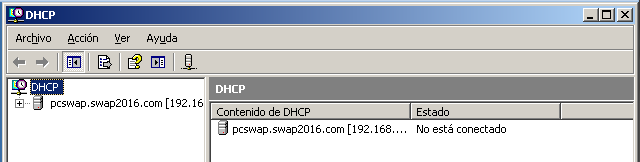 DHCP
Archivo Acción Ver Ayuda
DHCP
pcswap.swap2016.com [192.16
DHCP
Contenido de DHCP Estado
pcswap.swap2016.com [192.168.... No está conectado